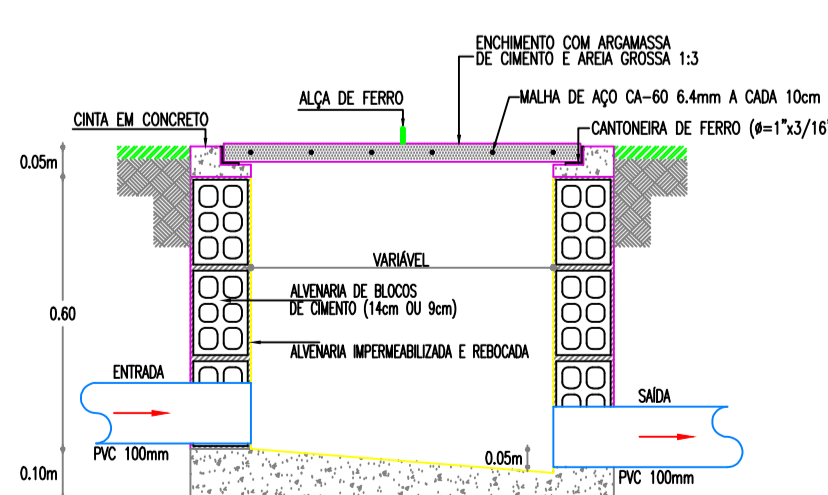 ENCHIMENTO COM ARGAMASSA
DE CIMENTO E AREIA GROSSA 1:3
ALÇA DE FERRO
MALHA DE AÇO CA-60 6.4mm A CADA 10cm
CINTA EM CONCRETO
CANTONEIRA DE FERRO (ø=1"x3/16"
0.05m
VARIÁVEL
ALVENARIA DE BLOCOS
DE CIMENTO (14cm OU 9cm)
0.60
ALVENARIA IMPERMEABILIZADA E REBOCADA
ENTRADA
SAÍDA
PVC 100mm
0.05m
0.10m
PVC 100mm